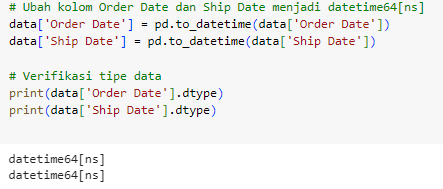 # Ubah kolom Order Date dan Ship Date menjadi datetime64[ns]
data['Order Date'] = pd.to_datetime(data['Order Date'])
data['Ship Date'] = pd.to_datetime(data['Ship Date'])
# Verifikasi tipe data
print(data['Order Date'].dtype)
print(data['Ship Date'].dtype)
datetime64[ns]
datetime64[ns]